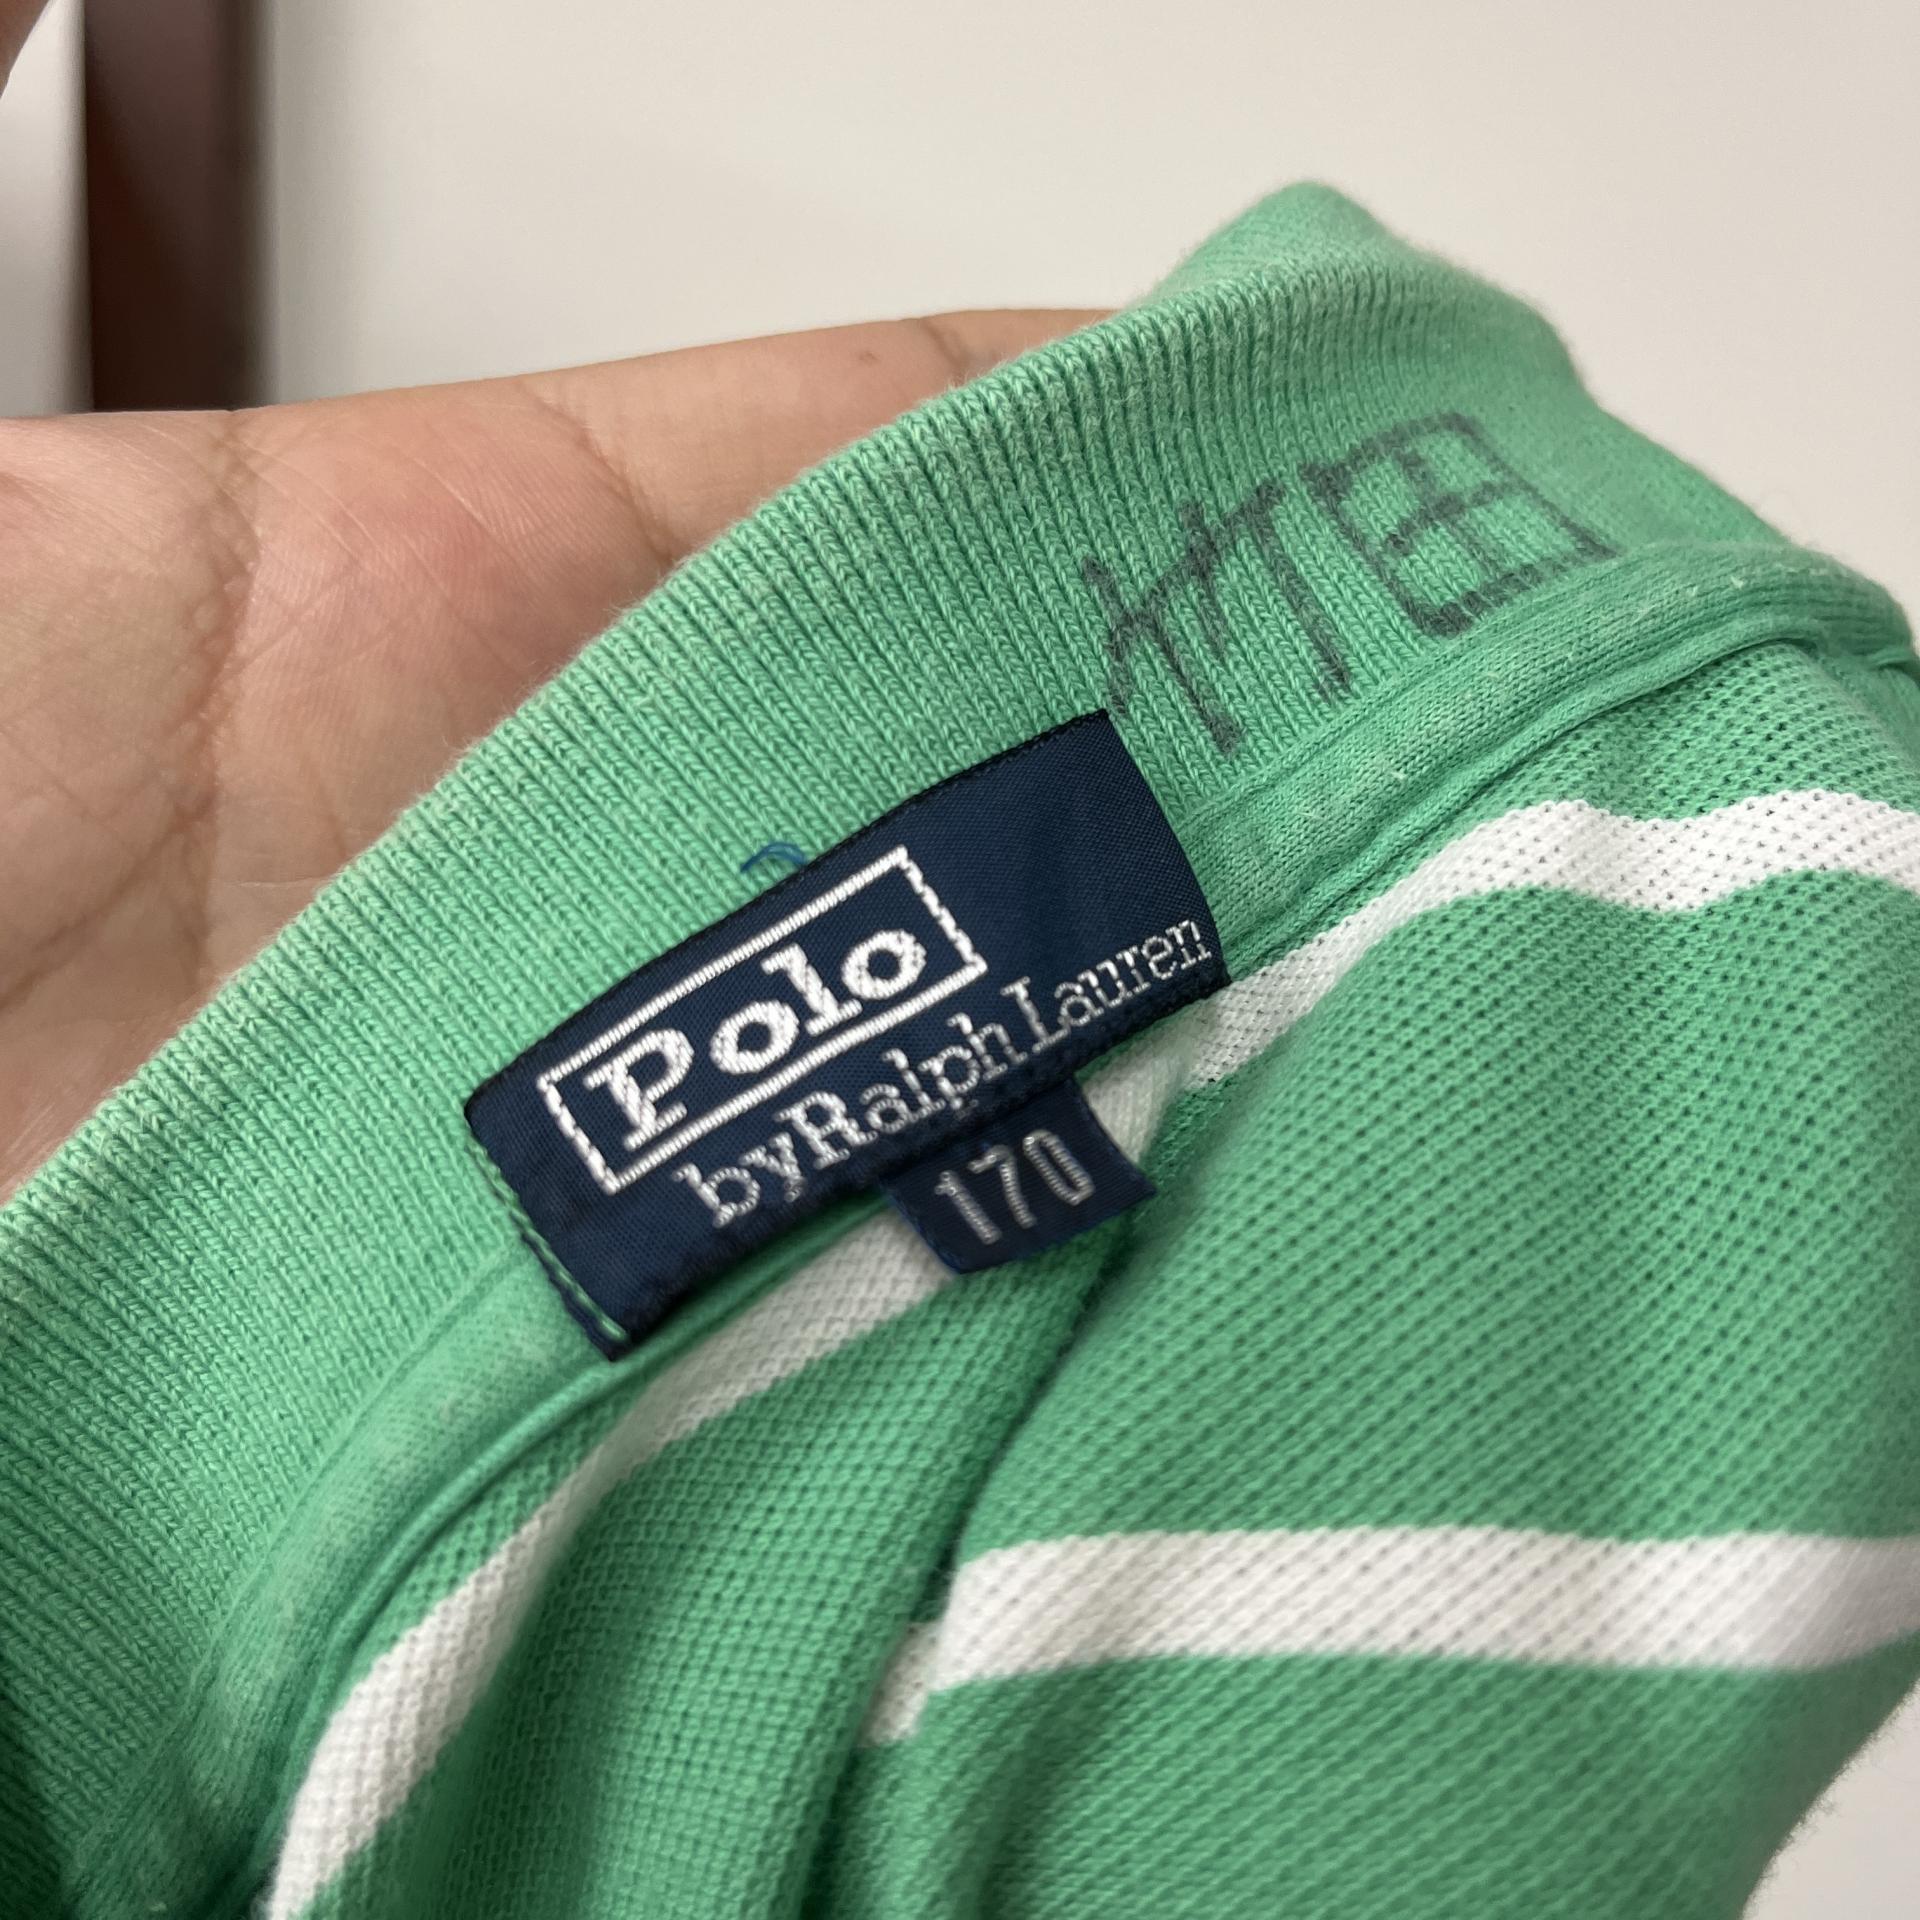 竹田
Polo
by Ralph Lauren
170